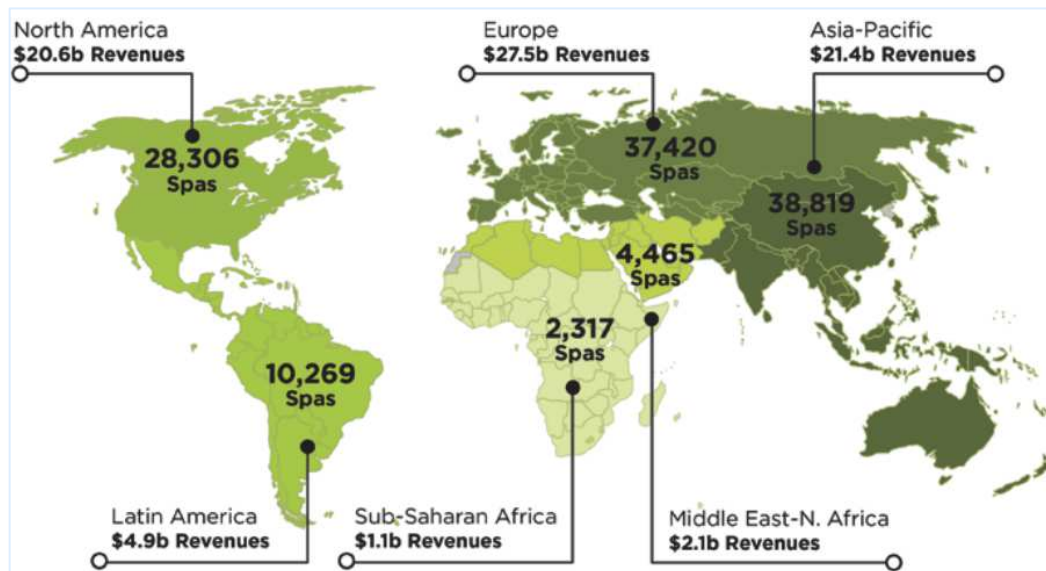 North America
$20.6b Revenues
Europe
$27.5b Revenues
Asia-Pacific
$21.4b Revenues
28,306
Spas
37,420
Spas
38,819
Spas
4,465
Spas
2,317
Spas
10,269
Spas
Latin America
$4.9b Revenues
Sub-Saharan Africa
$1.1b Revenues
Middle East-N. Africa
$2.1b Revenues